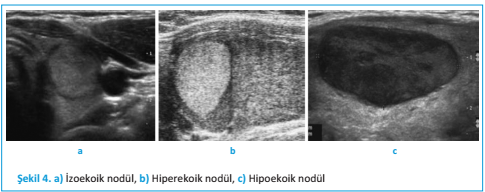 a b c
Şekil 4. a) İzoekoik nodül, b) Hiperekoik nodül, c) Hipoekoik nodül